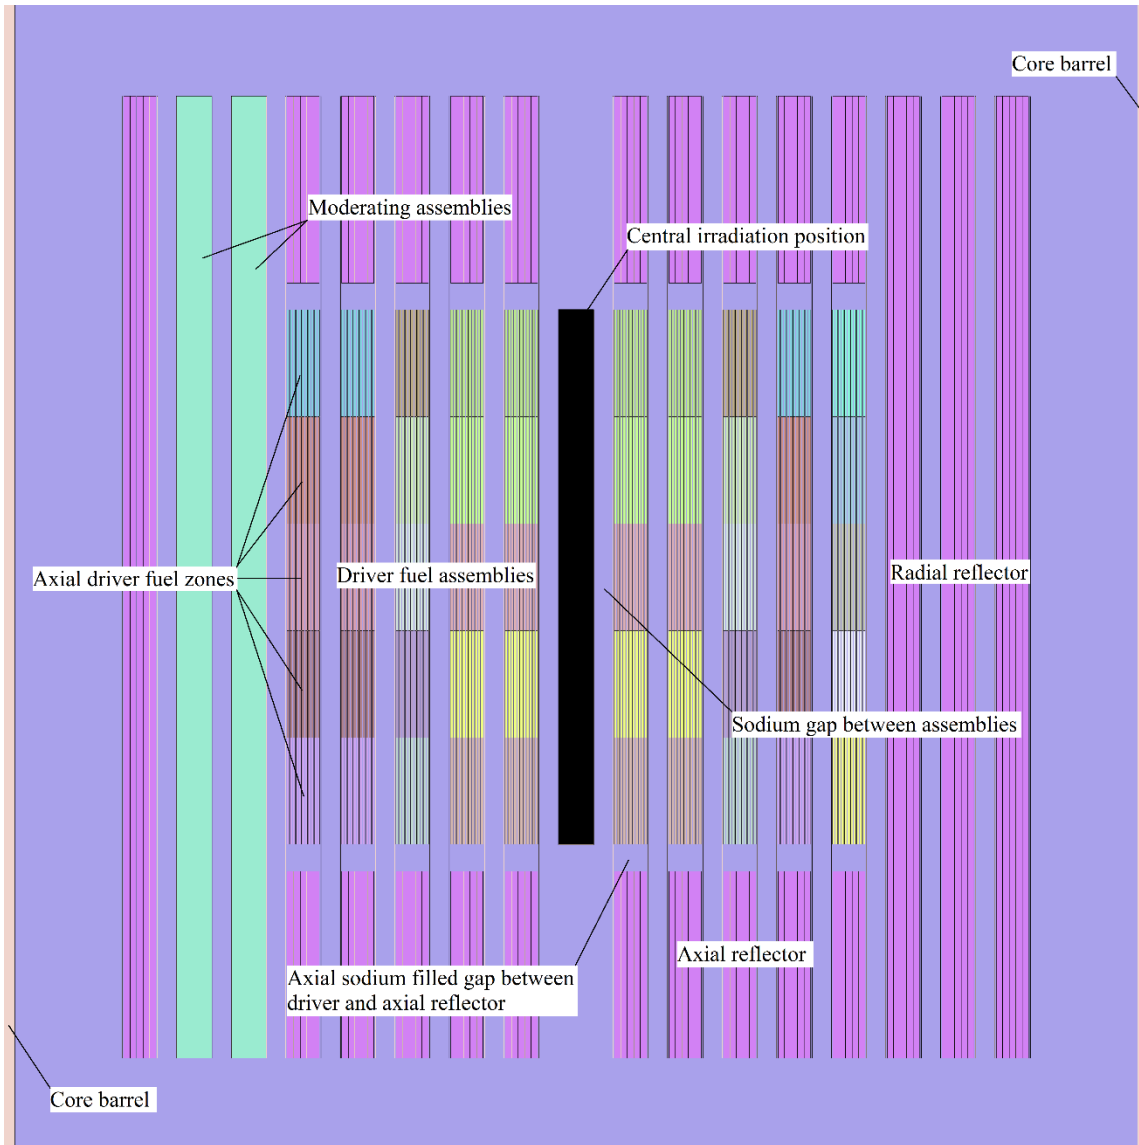 Core barrel
Moderating assemblies
Central irradiation position
Axial driver fuel zones
Driver fuel assemblies
Radial reflector
Sodium gap between assemblies
Axial reflector
Axial sodium filled gap between
driver and axial reflector
Core barrel